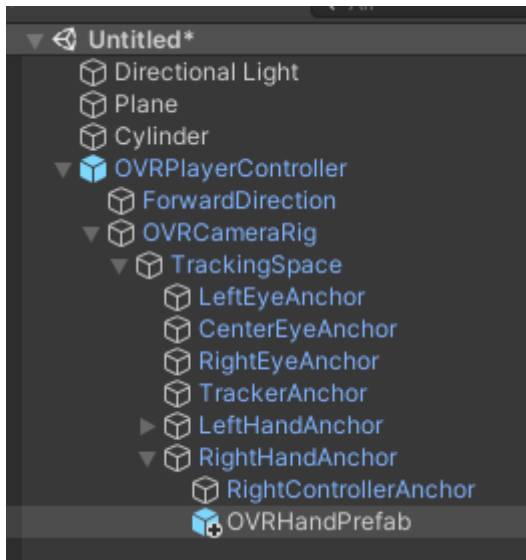 Untitled*
Directional Light
Plane
Cylinder
OVRPlayerController
ForwardDirection
OVRCameraRig
TrackingSpace
LeftEyeAnchor
CenterEyeAnchor
RightEyeAnchor
TrackerAnchor
LeftHandAnchor
RightHandAnchor
RightControllerAnchor
OVRHandPrefab